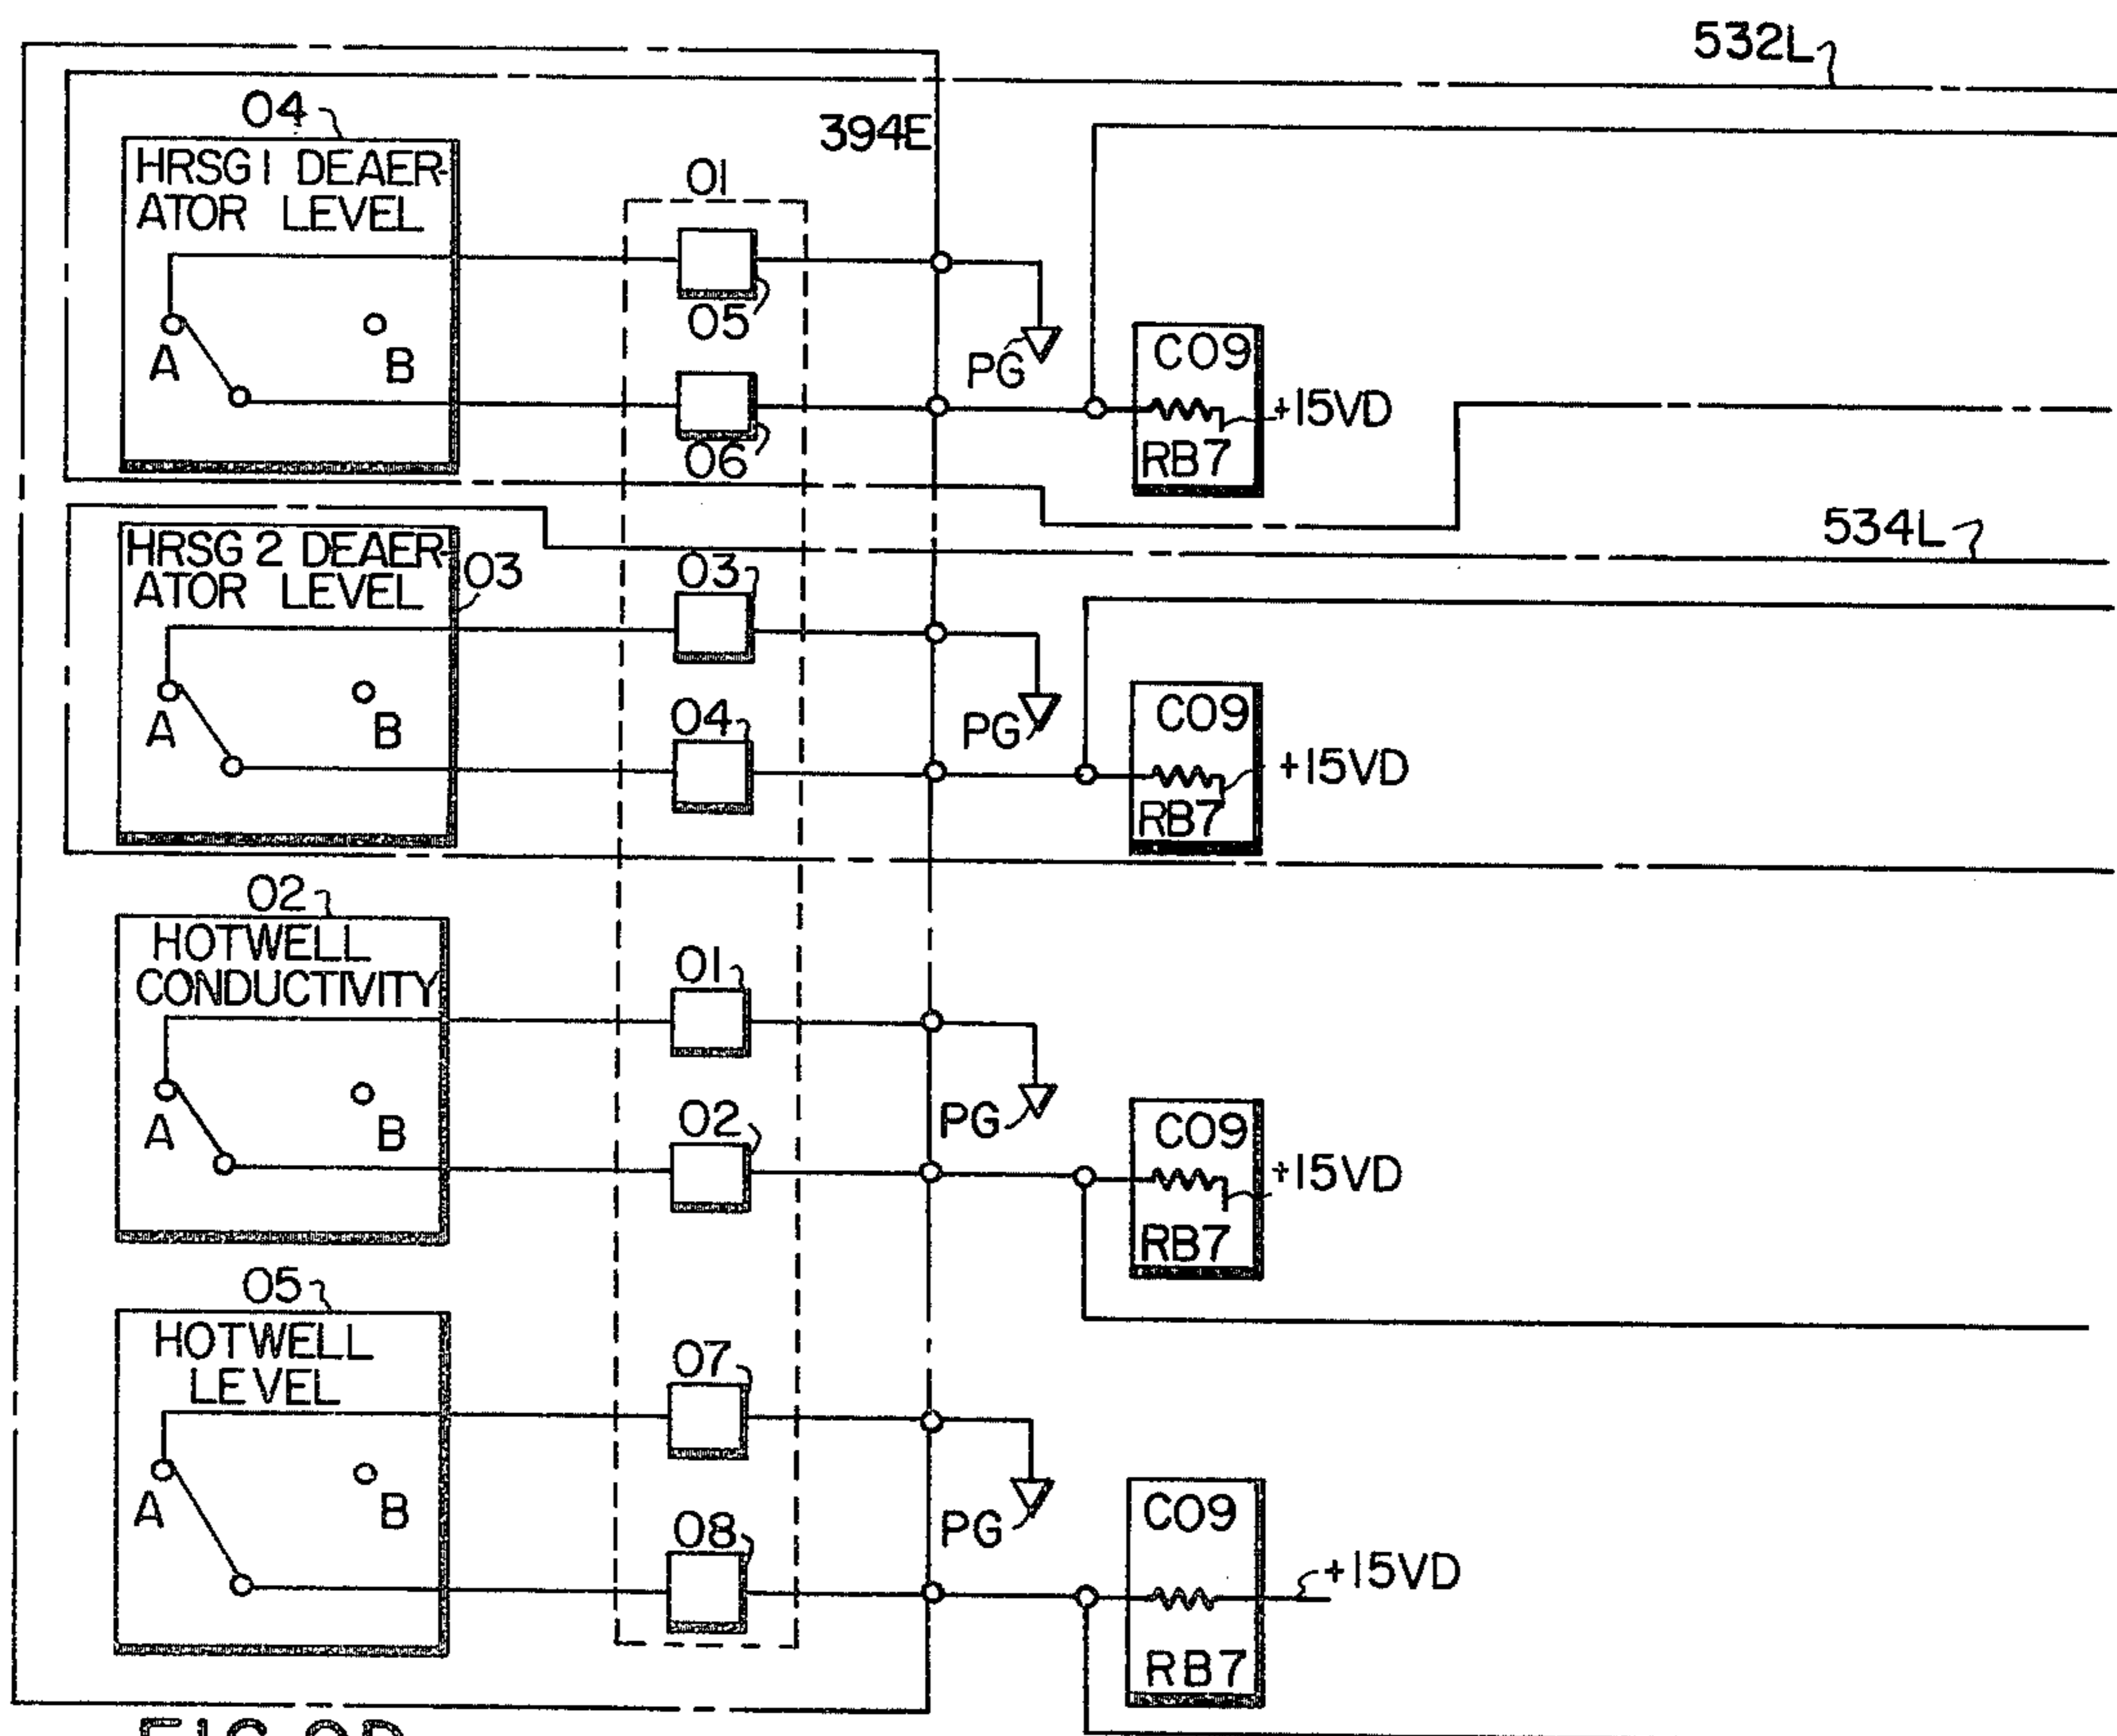 532L
04
394E
HRSG 1 DEAER-
ATOR LEVEL
01
05
A
B
PG
C09
+15VD
RB7
06
534L
HRSG 2 DEAER-
ATOR LEVEL
03
03
A
B
04
PG
C09
+15VD
RB7
02
HOTWELL
CONDUCTIVITY
01
A
B
02
PG
C09
+15VD
RB7
05
HOTWELL
LEVEL
07
A
B
08
PG
C09
+15VD
RB7